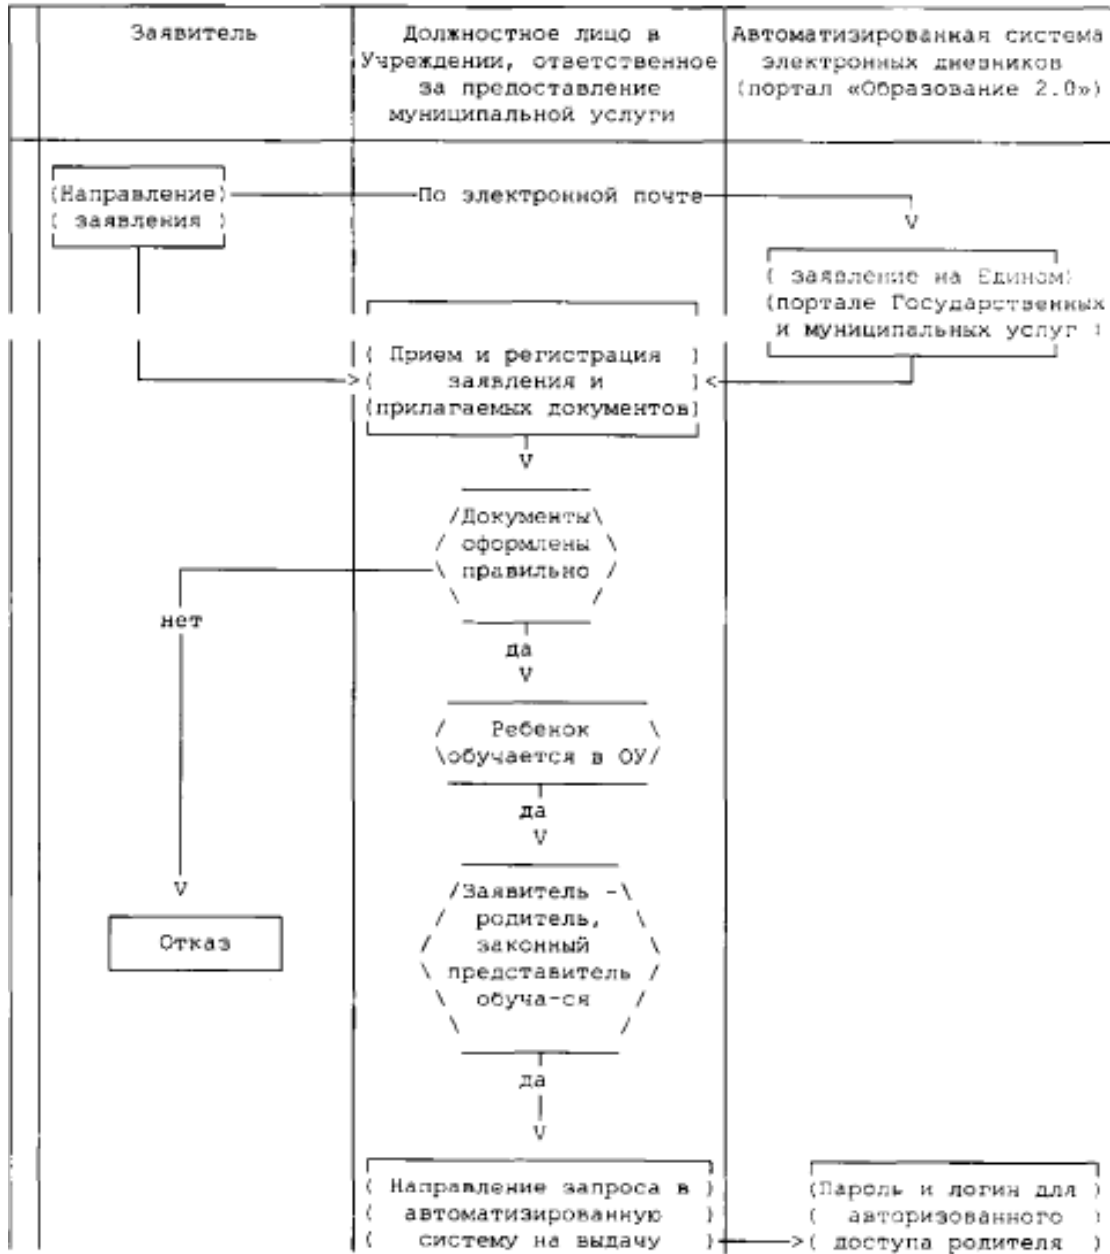 Заявитель
Должностное лицо в
Учреждении, ответственное
за предоставление
муниципальной услуги
Автоматизированная система
электронных дневников
(портал «Образование 2.0»)
(Направление)
( заявления )
По электронной почте
V
( заявление на Едином)
(портале Государственных
и муниципальных услуг )
( Прием и регистрация )
>( заявления и )<
(прилагаемых документов)
V
/Документы\
/ оформлены \
\ правильно /
\ /
нет
да
V
/ Ребенок \
\обучается в ОУ/
да
V
V
Отказ
/Заявитель -\
/ родитель, \
/ законный \
\ представитель /
\ обуча-ся /
\ /
да
V
( Направление запроса в )
( автоматизированную )
( систему на выдачу )
(Пароль и логин для )
( авторизованного )
>( доступа родителя )